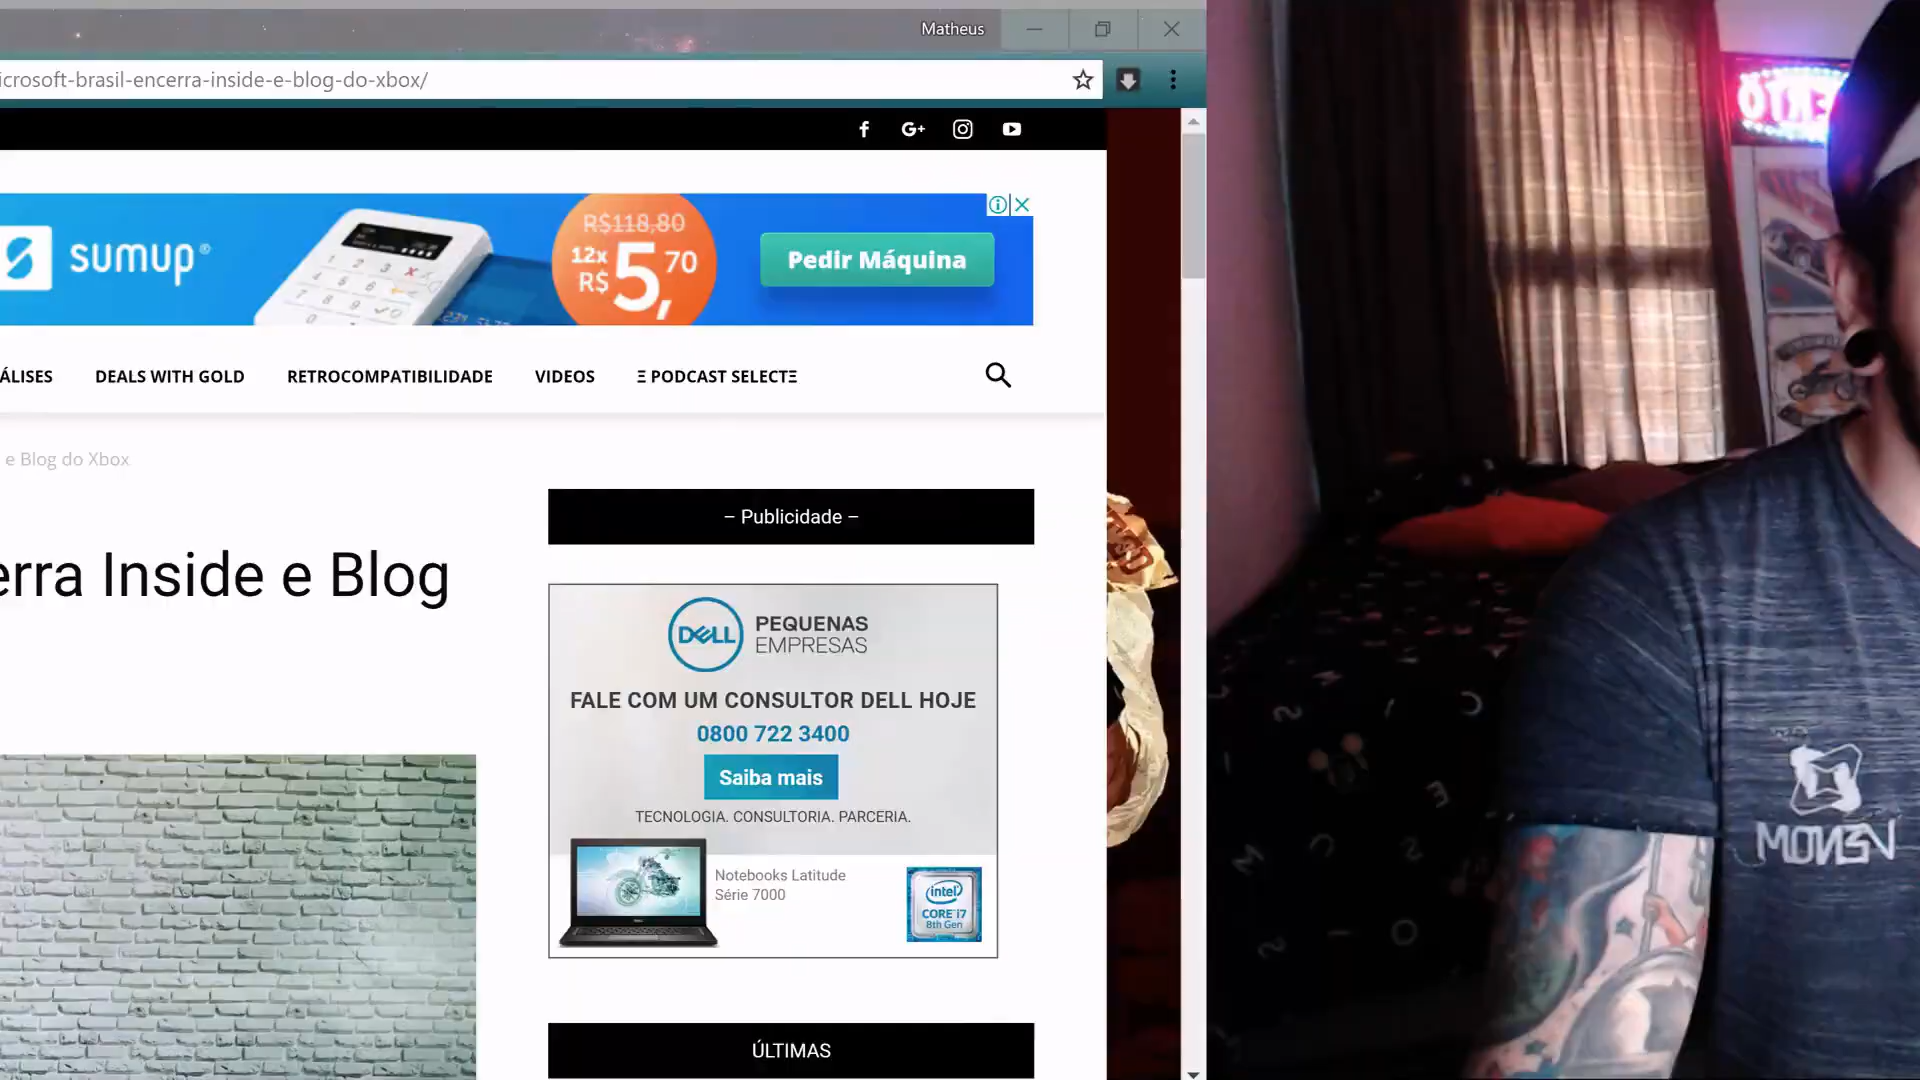 Matheus
icrosoft-brasil-encerra-inside-e-blog-do-xbox/
G+
sumup®
R$118,80
12x
R$ 5,70
Pedir Máquina
ÁLISES DEALS WITH GOLD RETROCOMPATIBILIDADE VIDEOS Ξ PODCAST SELECTΞ
e Blog do Xbox
– Publicidade –
erra Inside e Blog
DELL PEQUENAS
EMPRESAS
FALE COM UM CONSULTOR DELL HOJE
0800 722 3400
Saiba mais
TECNOLOGIA. CONSULTORIA. PARCERIA.
Notebooks Latitude
Série 7000
intel
CORE i7
8th Gen
ÚLTIMAS